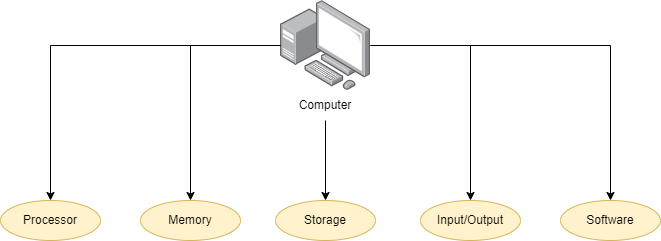 Computer
Processor
Memory
Storage
Input/Output
Software